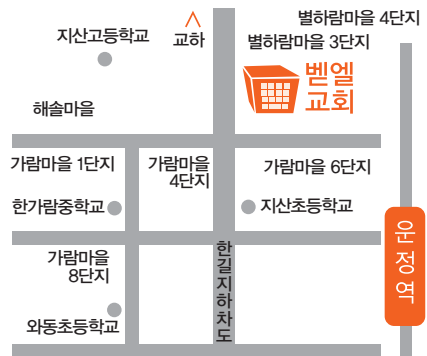 별하람마을 4단지
지산고등학교
교하
별하람마을 3단지
벧엘
교회
해솔마을
가람마을 1단지
가람마을
4단지
가람마을 6단지
한가람중학교
지산초등학교
가람마을
8단지
한길지하차도
운정역
와동초등학교